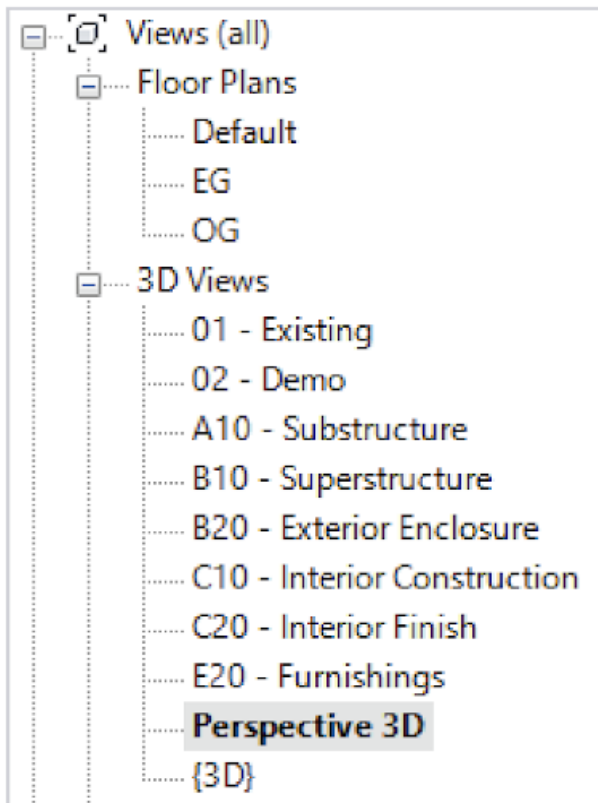 Views (all)
Floor Plans
Default
EG
OG
3D Views
01 - Existing
02 - Demo
A10 - Substructure
B10 - Superstructure
B20 - Exterior Enclosure
C10 - Interior Construction
C20 - Interior Finish
E20 - Furnishings
Perspective 3D
{3D}